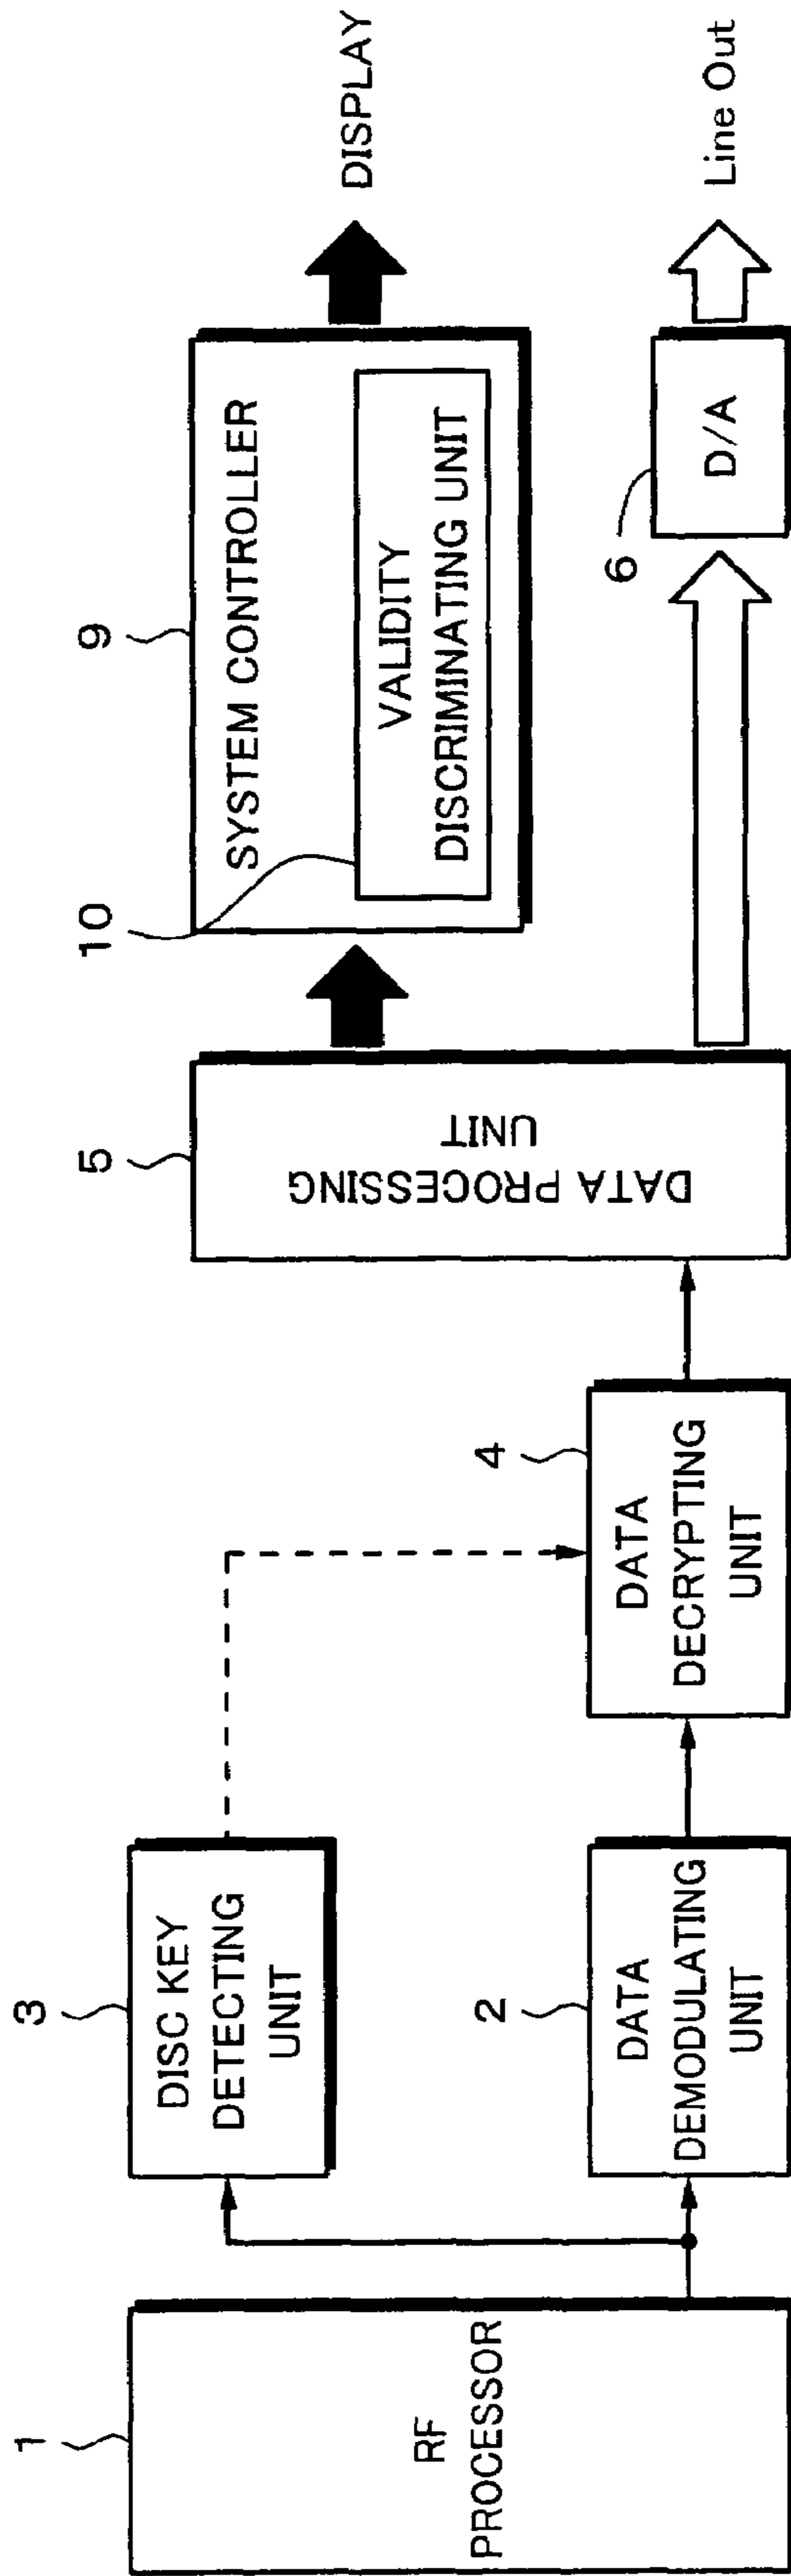 1
RF
PROCESSOR
3
DISC KEY
DETECTING
UNIT
2
DATA
DEMODULATING
UNIT
4
DATA
DECRYPTING
UNIT
5
DATA PROCESSING
UNIT
9
SYSTEM CONTROLLER
10
VALIDITY
DISCRIMINATING UNIT
DISPLAY
6
D/A
Line Out